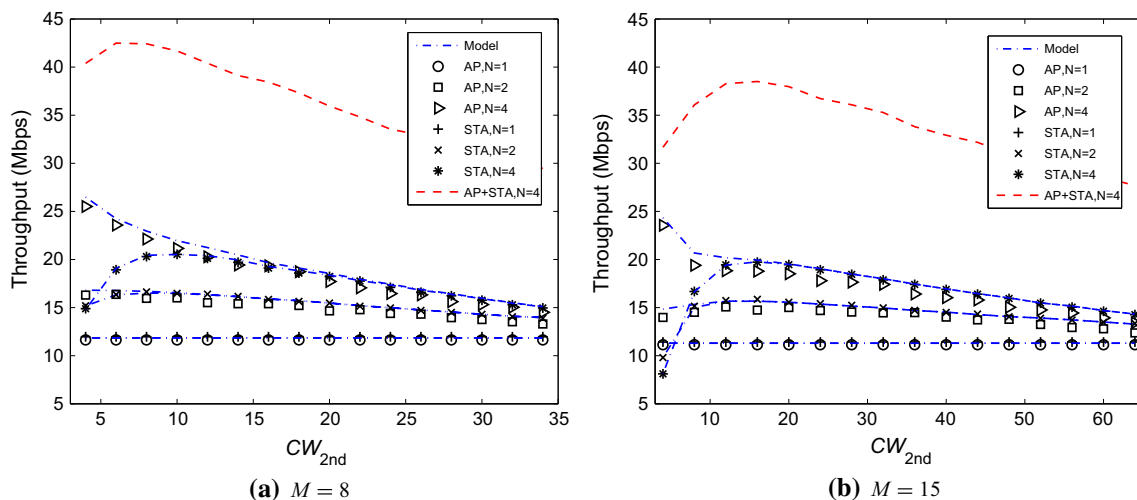 45
40
35
30
25
20
15
10
5
Throughput (Mbps)
5 10 15 20 25 30 35
CW2nd
Model
AP,N=1
AP,N=2
AP,N=4
STA,N=1
STA,N=2
STA,N=4
AP+STA,N=4
(a) M = 8
45
40
35
30
25
20
15
10
5
Throughput (Mbps)
10 20 30 40 50 60
CW2nd
Model
AP,N=1
AP,N=2
AP,N=4
STA,N=1
STA,N=2
STA,N=4
AP+STA,N=4
(b) M = 15